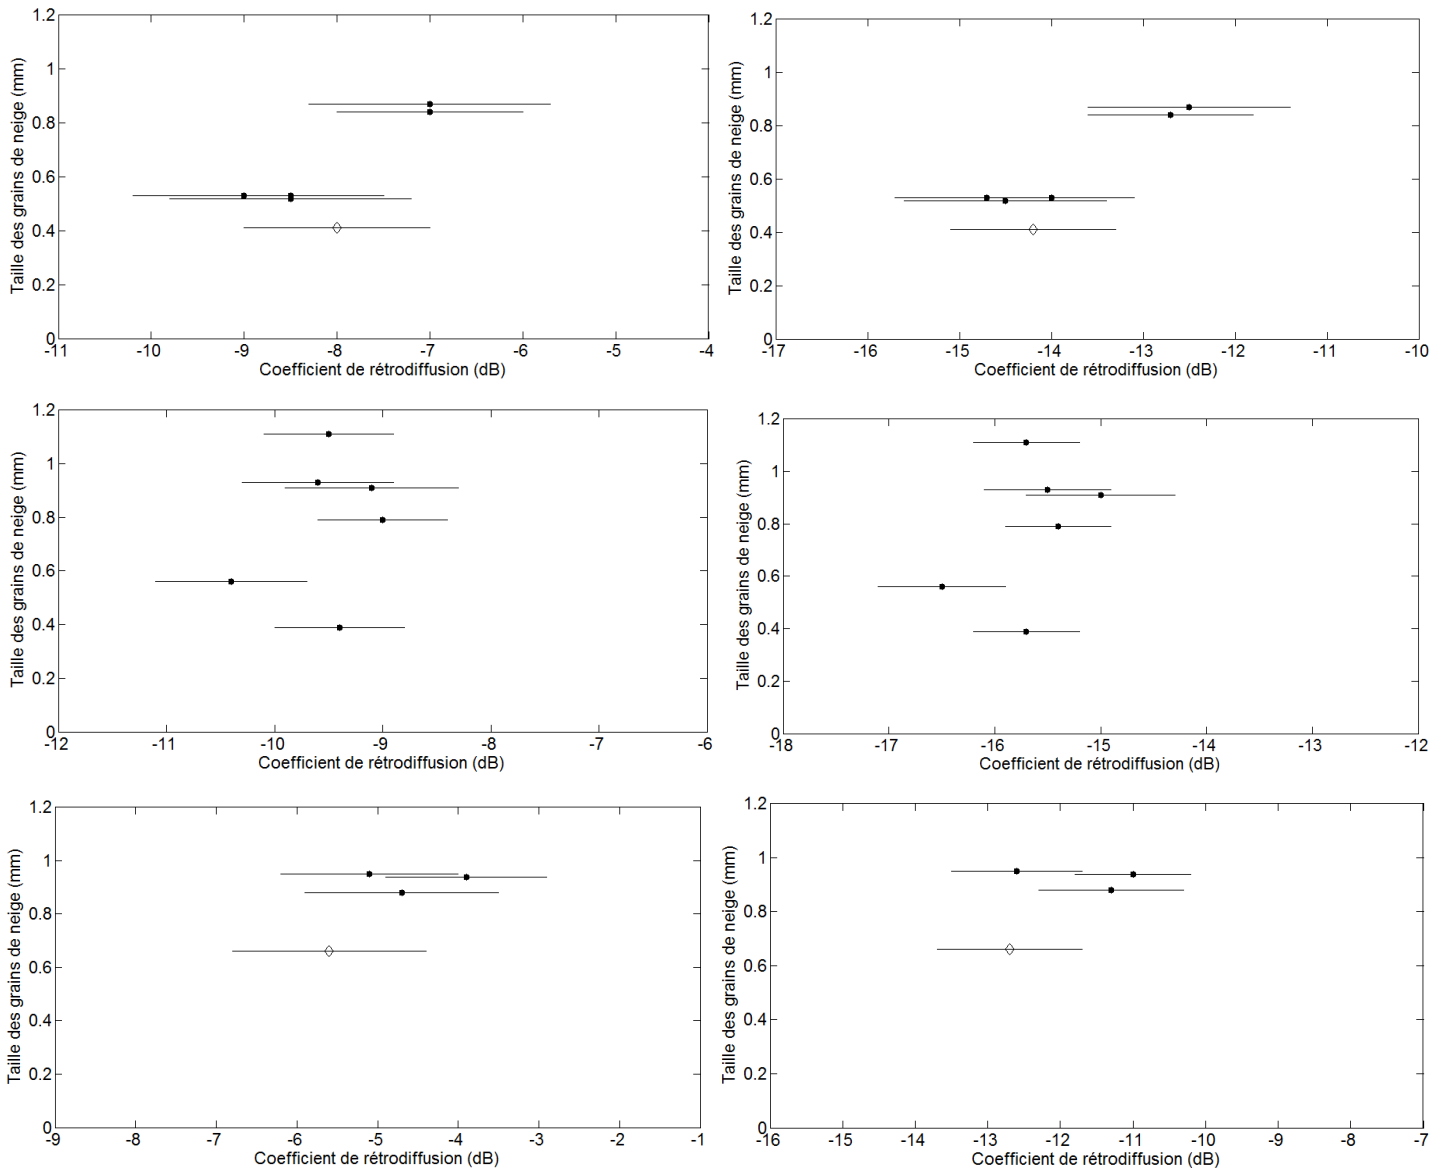 Taille des grains de neige (mm)
1.2
1
0.8
0.6
0.4
0.2
0
-11 -10 -9 -8 -7 -6 -5 -4
Coefficient de rétrodiffusion (dB)
Taille des grains de neige (mm)
1.2
1
0.8
0.6
0.4
0.2
0
-17 -16 -15 -14 -13 -12 -11 -10
Coefficient de rétrodiffusion (dB)
Taille des grains de neige (mm)
1.2
1
0.8
0.6
0.4
0.2
0
-12 -11 -10 -9 -8 -7 -6
Coefficient de rétrodiffusion (dB)
Taille des grains de neige (mm)
1.2
1
0.8
0.6
0.4
0.2
0
-18 -17 -16 -15 -14 -13 -12
Coefficient de rétrodiffusion (dB)
Taille des grains de neige (mm)
1.2
1
0.8
0.6
0.4
0.2
0
-9 -8 -7 -6 -5 -4 -3 -2 -1
Coefficient de rétrodiffusion (dB)
Taille des grains de neige (mm)
1.2
1
0.8
0.6
0.4
0.2
0
-16 -15 -14 -13 -12 -11 -10 -9 -8 -7
Coefficient de rétrodiffusion (dB)